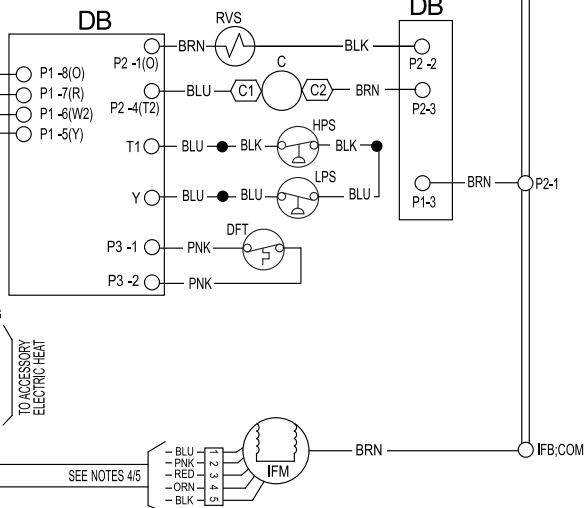 DB
DB
RVS
P2 -1(O)
BRN
BLK
P2 -2
P1 -8(O)
P1 -7(R)
P1 -6(W2)
P1 -5(Y)
C
P2 -4(T2)
BLU
C1
C2
BRN
P2-3
HPS
T1
BLU
BLK
BLK
LPS
Y
BLU
BLU
BLU
P1-3
BRN
P2-1
DFT
P3 -1
PNK
P3 -2
PNK
TO ACCESSORY
ELECTRIC HEAT
SEE NOTES 4/5
BLU 1
PNK 2
RED 3
ORN 4
BLK 5
IFM
BRN
IFB;COM